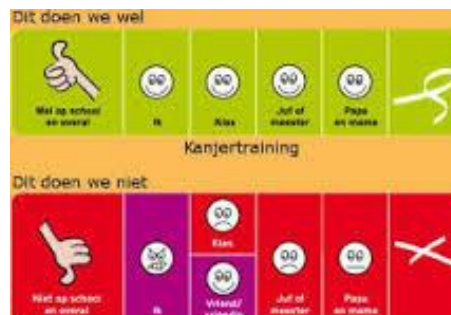 Dit doen we wel
Wel op school
en overal
Ik
Klas
Juf of
meester
Papa
en mama
Kanjertraining
Dit doen we niet
Niet op school
en overal
Ik
Klas
Vriend/
vriendin
Juf of
meester
Papa
en mama